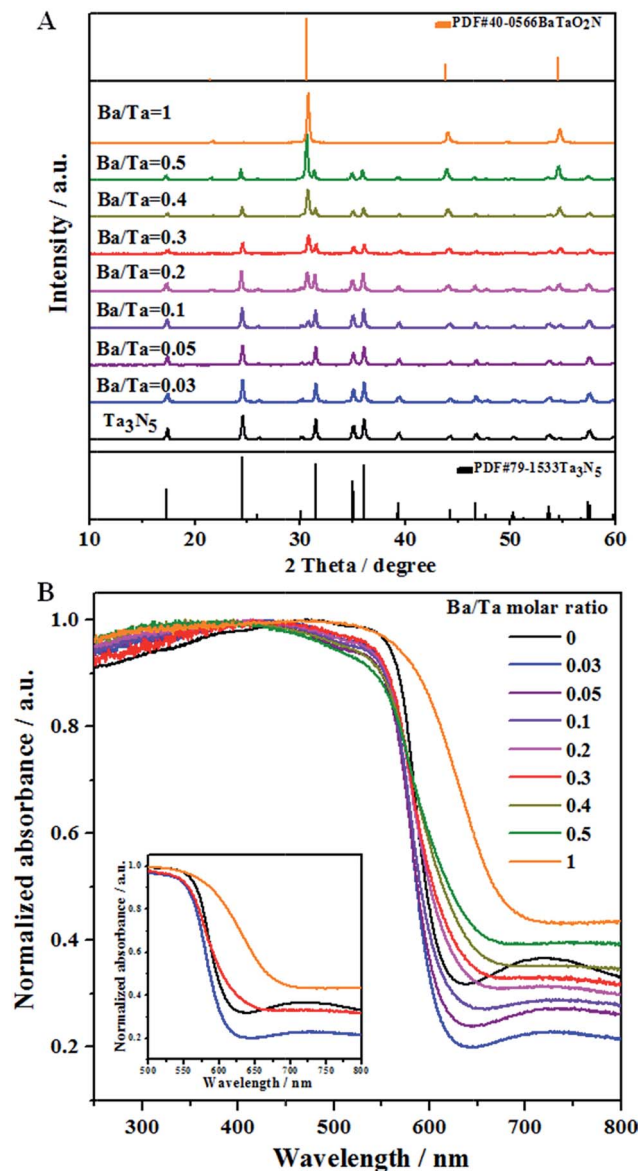 A
PDF#40-0566BaTaO₂N
Ba/Ta=1
Ba/Ta=0.5
Ba/Ta=0.4
Ba/Ta=0.3
Ba/Ta=0.2
Ba/Ta=0.1
Ba/Ta=0.05
Ba/Ta=0.03
Ta₃N₅
PDF#79-1533Ta₃N₅
Intensity / a.u.
10 20 30 40 50 60
2 Theta / degree
B
Ba/Ta molar ratio
0
0.03
0.05
0.1
0.2
0.3
0.4
0.5
1
1.0
0.8
0.6
0.4
0.2
Normalized absorbance / a.u.
1.0
0.8
0.6
0.4
0.2
Normalized absorbance / a.u.
500 550 600 650 700 750 800
Wavelength / nm
300 400 500 600 700 800
Wavelength / nm